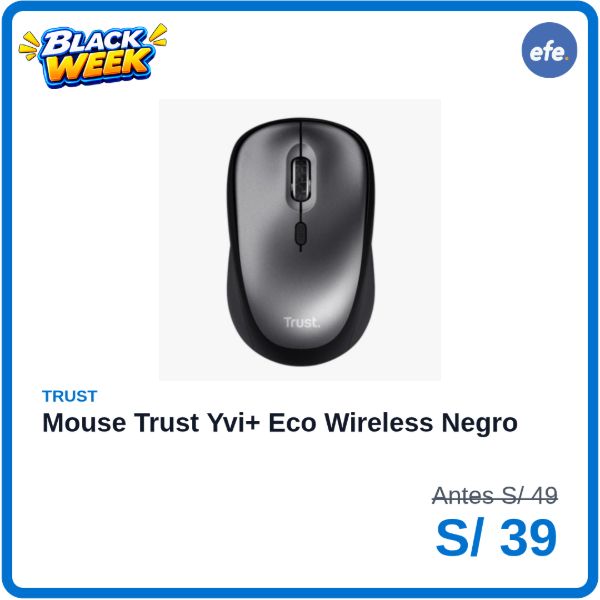 BLACK
WEEK
efe.
Trust.
TRUST
Mouse Trust Yvi+ Eco Wireless Negro
Antes S/ 49
S/ 39